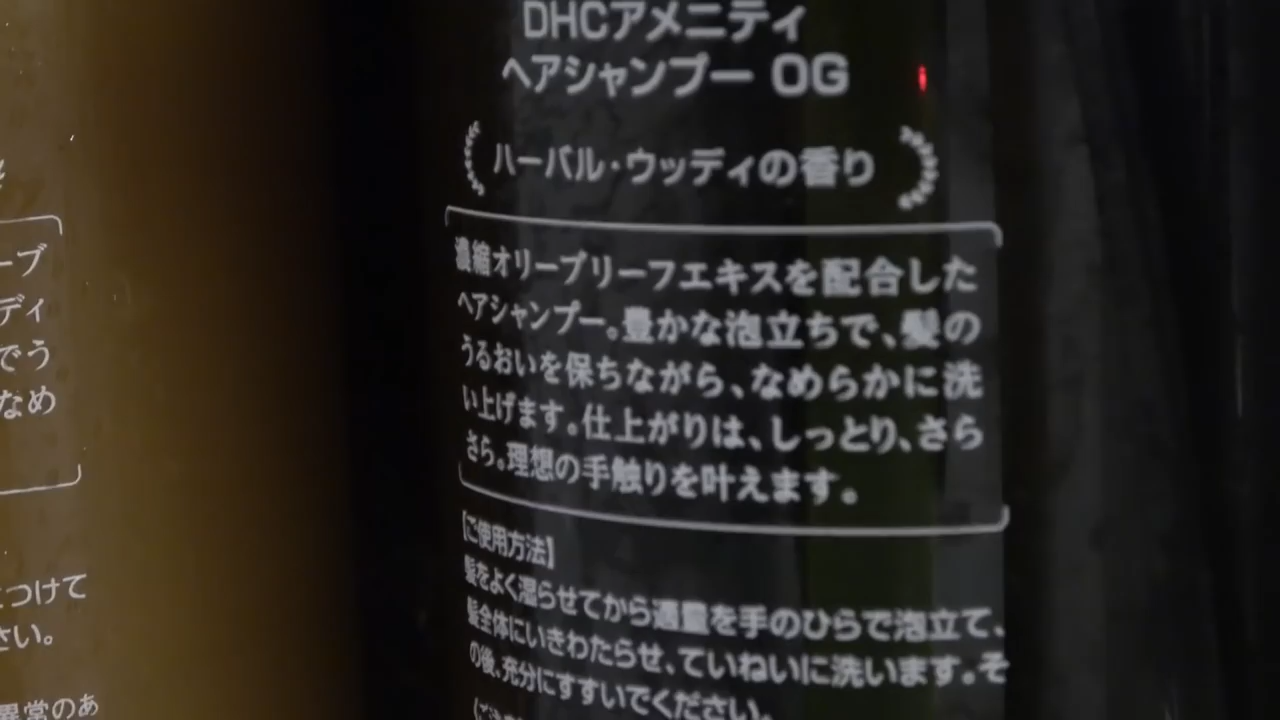 DHCアメニティ
ヘアシャンプー OG
ハーバル・ウッディの香り
濃縮オリーブリーフエキスを配合した
ヘアシャンプー。豊かな泡立ちで、髪の
うるおいを保ちながら、なめらかに洗
い上げます。仕上がりは、しっとり、さら
さら。理想の手触りを叶えます。
【ご使用方法】
髪をよく湿らせてから適量を手のひらで泡立て、
髪全体にいきわたらせ、ていねいに洗います。そ
の後、充分にすすいでください。
ーブ
ディ
でう
なめ
つけて
さい。
異常のあ